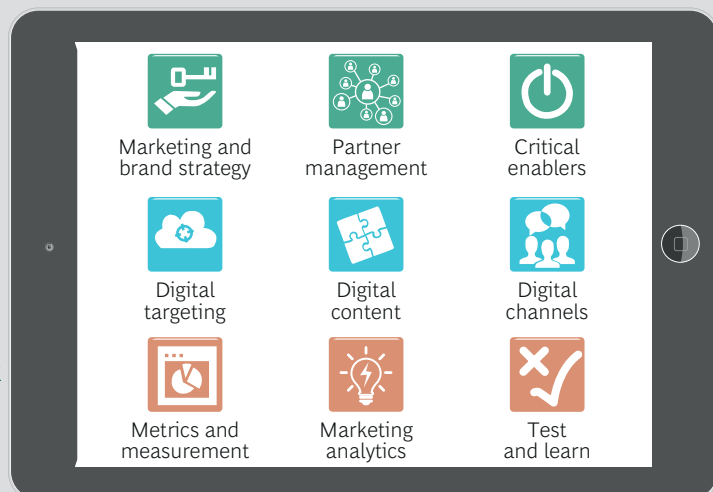 Marketing and
brand strategy
Partner
management
Critical
enablers
Digital
targeting
Digital
content
Digital
channels
Metrics and
measurement
Marketing
analytics
Test
and learn